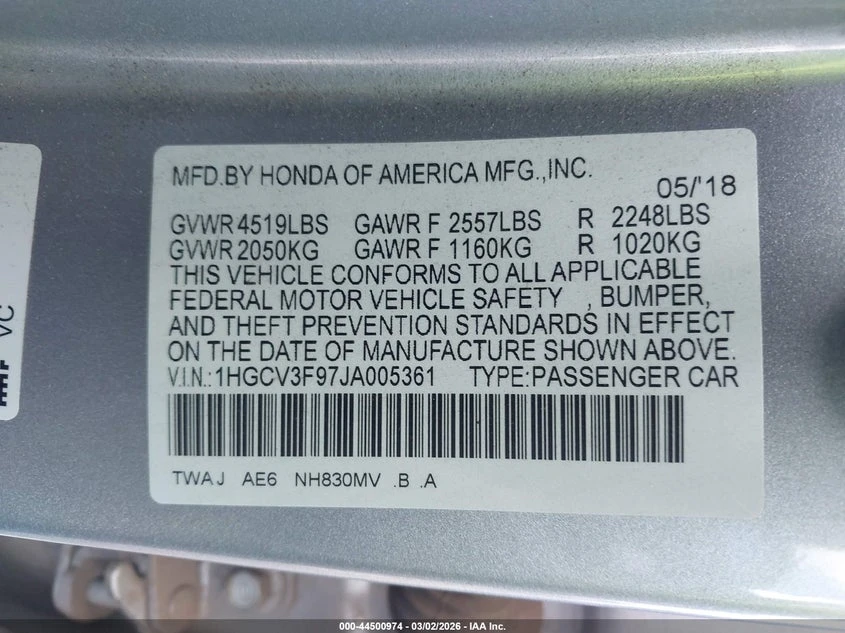 MFD.BY HONDA OF AMERICA MFG.,INC. 05/'18
GVWR 4519LBS GAWR F 2557LBS R 2248LBS
GVWR 2050KG GAWR F 1160KG R 1020KG
THIS VEHICLE CONFORMS TO ALL APPLICABLE
FEDERAL MOTOR VEHICLE SAFETY , BUMPER,
AND THEFT PREVENTION STANDARDS IN EFFECT
ON THE DATE OF MANUFACTURE SHOWN ABOVE.
V.I.N.:1HGCV3F97JA005361 TYPE:PASSENGER CAR
TWAJ AE6 NH830MV .B .A
VC
000-44500974 | 03/02/2026 - IAA Inc.